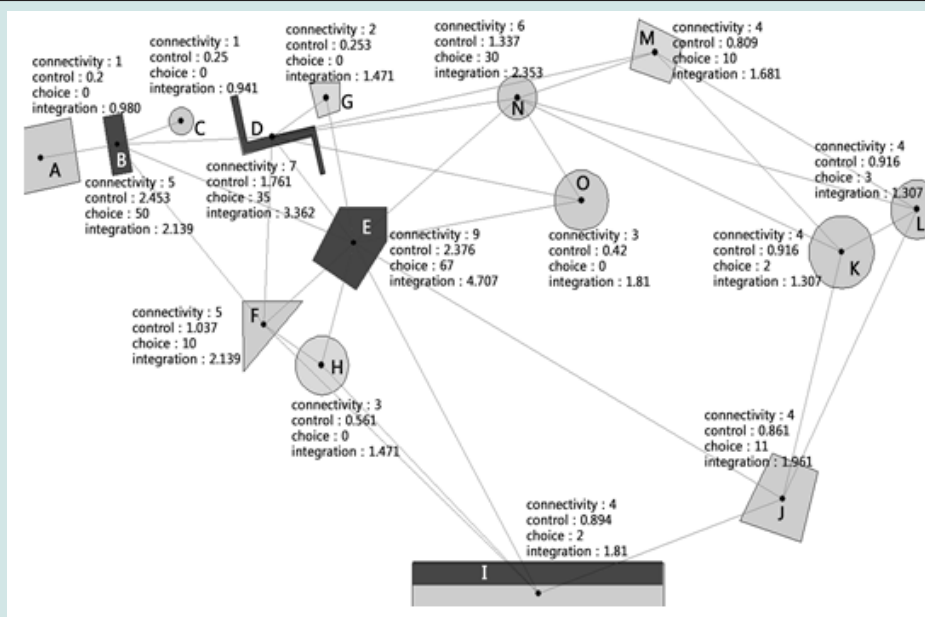 connectivity : 1
control : 0.2
choice : 0
integration : 0.980
connectivity : 1
control : 0.25
choice : 0
integration : 0.941
connectivity : 2
control : 0.253
choice : 0
integration : 1.471
connectivity : 6
control : 1.337
choice : 30
integration : 2.353
M
connectivity : 4
control : 0.809
choice : 10
integration : 1.681
A
B
C
D
G
N
connectivity : 5
control : 2.453
choice : 50
integration : 2.139
connectivity : 7
control : 1.761
choice : 35
integration : 3.362
E
connectivity : 9
control : 2.376
choice : 67
integration : 4.707
O
connectivity : 3
control : 0.42
choice : 0
integration : 1.81
connectivity : 4
control : 0.916
choice : 3
integration : 1.307
L
connectivity : 4
control : 0.916
choice : 2
integration : 1.307
K
connectivity : 5
control : 1.037
choice : 10
integration : 2.139
F
H
connectivity : 3
control : 0.561
choice : 0
integration : 1.471
connectivity : 4
control : 0.861
choice : 11
integration : 1.961
J
connectivity : 4
control : 0.894
choice : 2
integration : 1.81
I